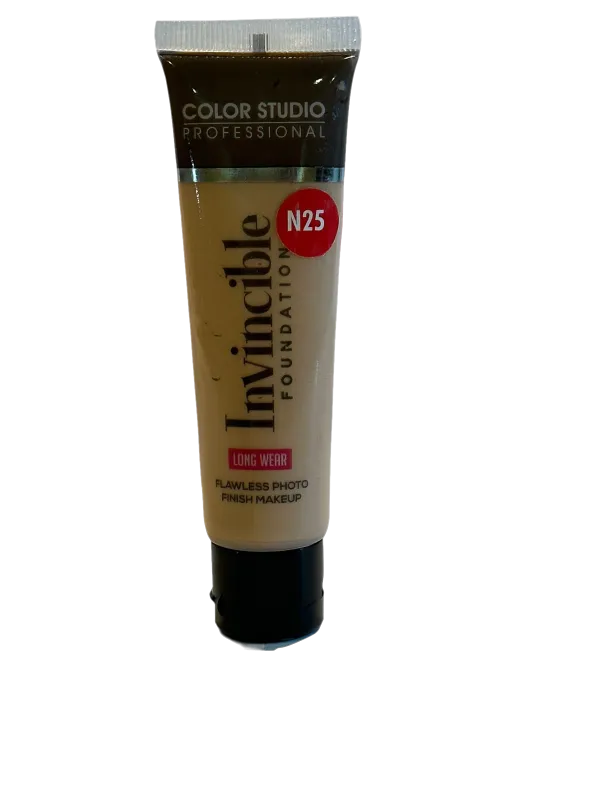 COLOR STUDIO
PROFESSIONAL
N25
Invincible
FOUNDATION
LONG WEAR
FLAWLESS PHOTO
FINISH MAKEUP